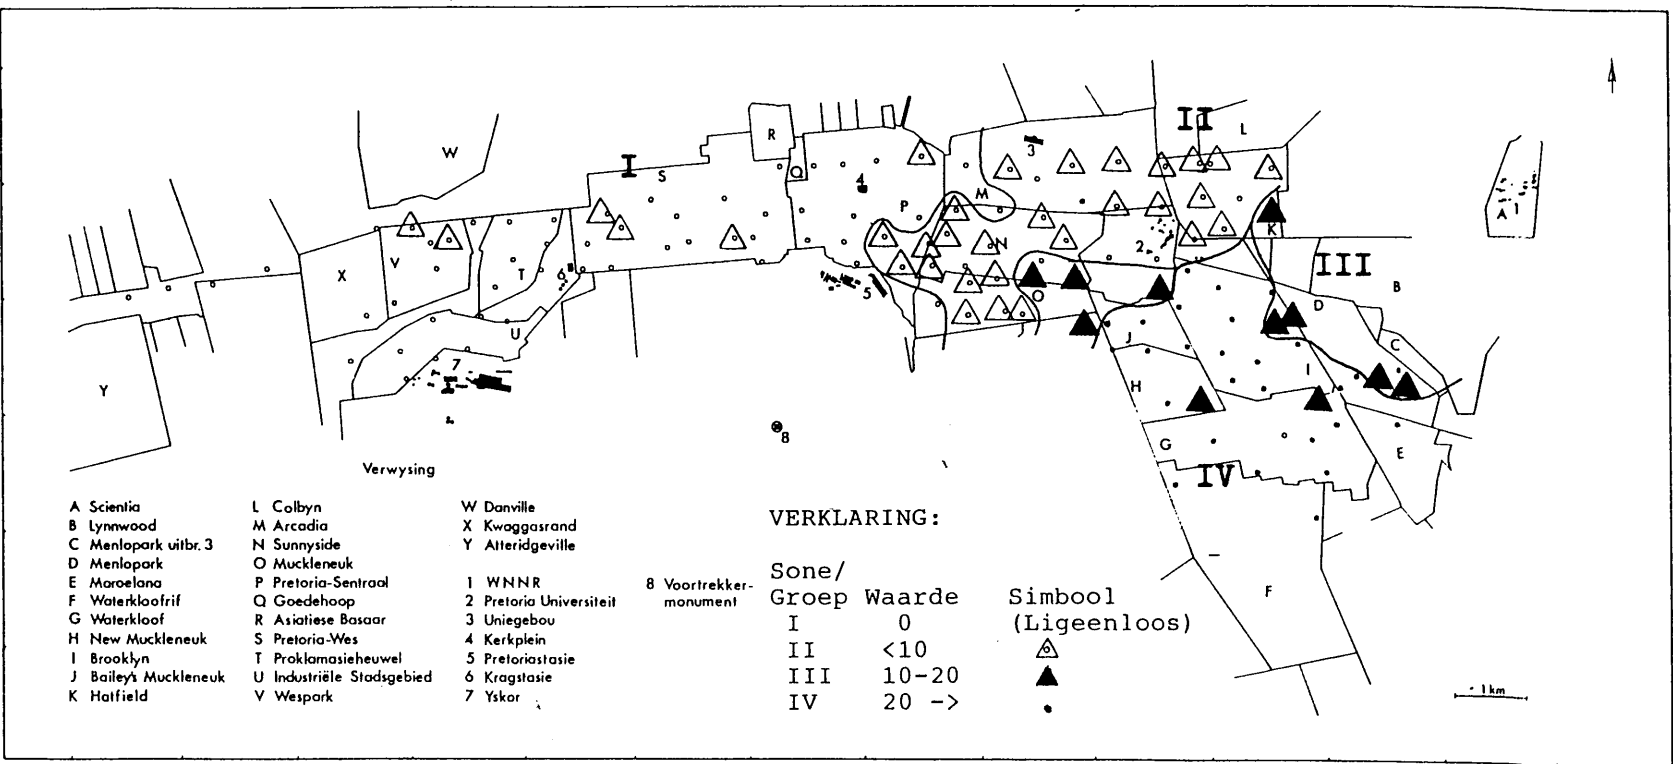 II
L
I
R
3
W
S
Q
4
M
A 1
P
K
N
2
V
T
6
X
III
B
5
O
D
U
J
C
7
I
H
Y
8
G
E
IV
F
Verwysing
A Scientia
B Lynnwood
C Menlopark uitbr. 3
D Menlopark
E Maroelana
F Waterkloofrif
G Waterkloof
H New Muckleneuk
I Brooklyn
J Bailey's Muckleneuk
K Hatfield
L Colbyn
M Arcadia
N Sunnyside
O Muckleneuk
P Pretoria-Sentraal
Q Goedehoop
R Asiatiese Basaar
S Pretoria-Wes
T Proklamasieheuwel
U Industriële Stadsgebied
V Wespark
W Danville
X Kwaggasrand
Y Atteridgeville
1 WNNR
2 Pretoria Universiteit
3 Uniegebou
4 Kerkplein
5 Pretoriastasie
6 Kragstasie
7 Yskor
8 Voortrekker-
monument
VERKLARING:
Sone/
Groep Waarde Simbool
I 0 (Ligeenloos)
II <10
III 10-20
IV 20 ->
1 km